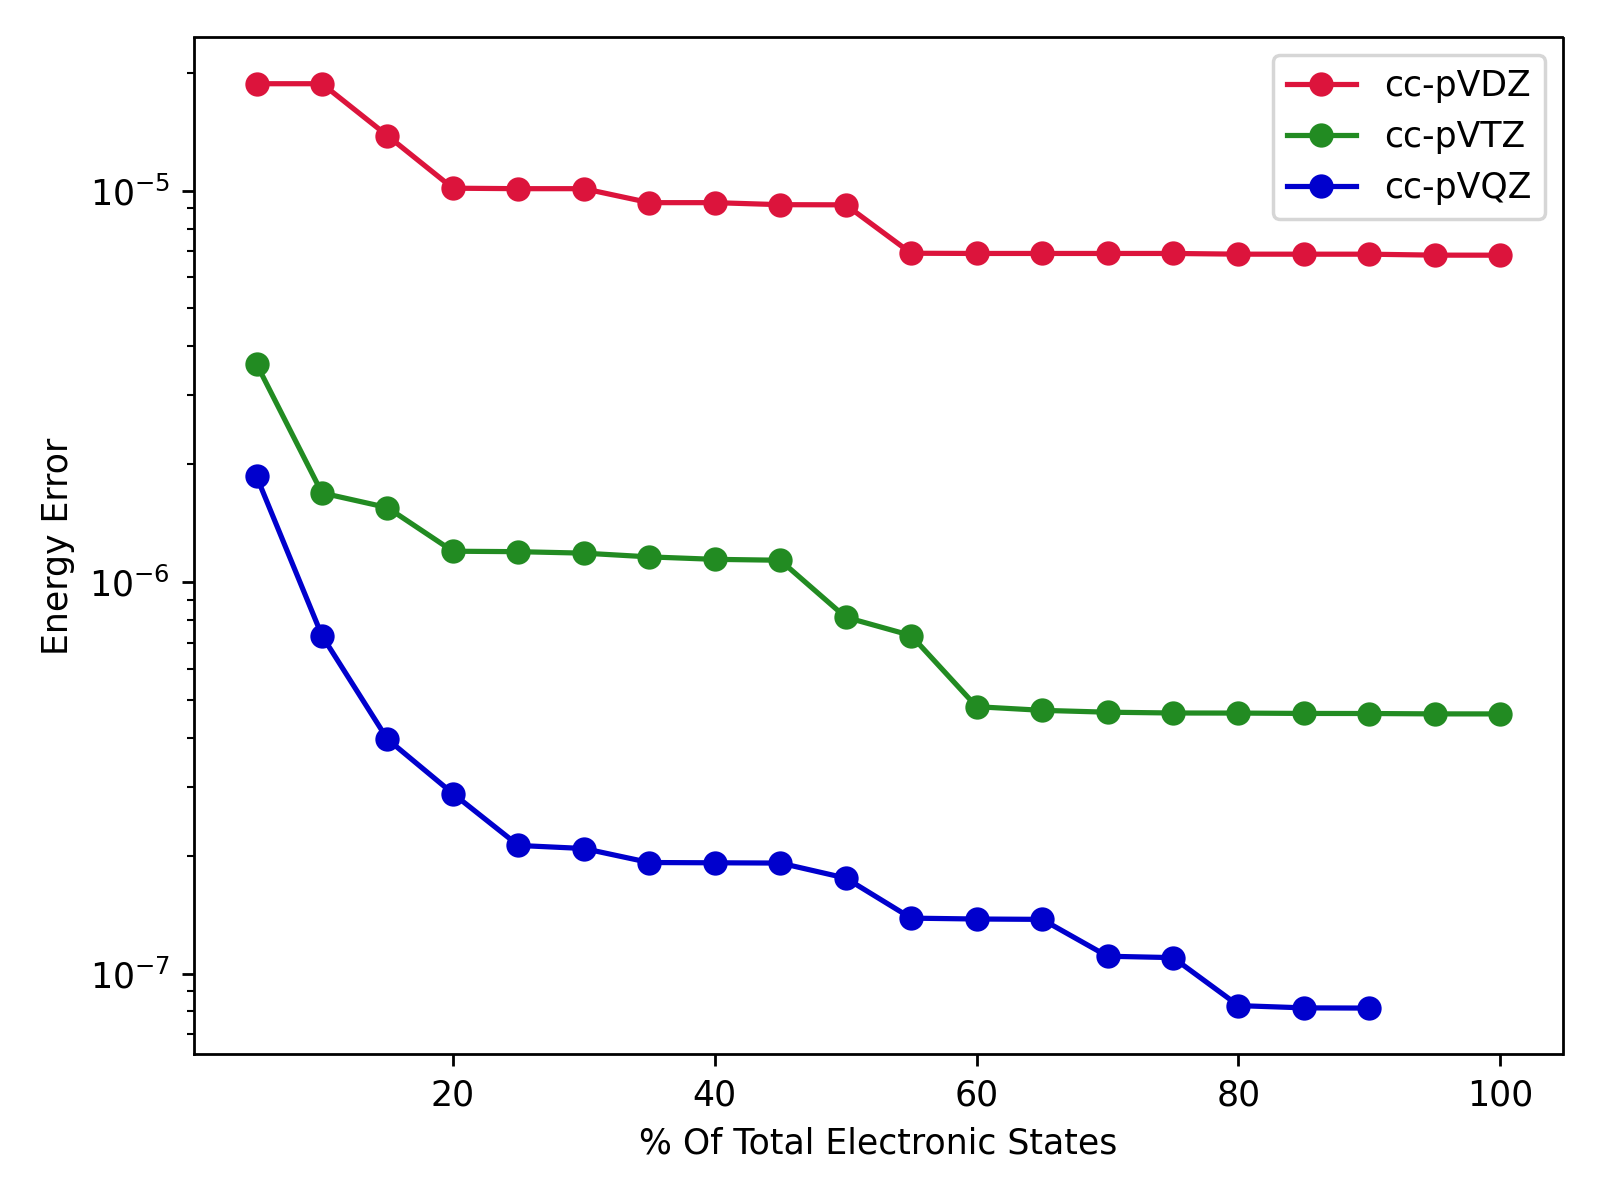 cc-pVDZ
cc-pVTZ
cc-pVQZ
10⁻⁵
10⁻⁶
10⁻⁷
Energy Error
20 40 60 80 100
% Of Total Electronic States